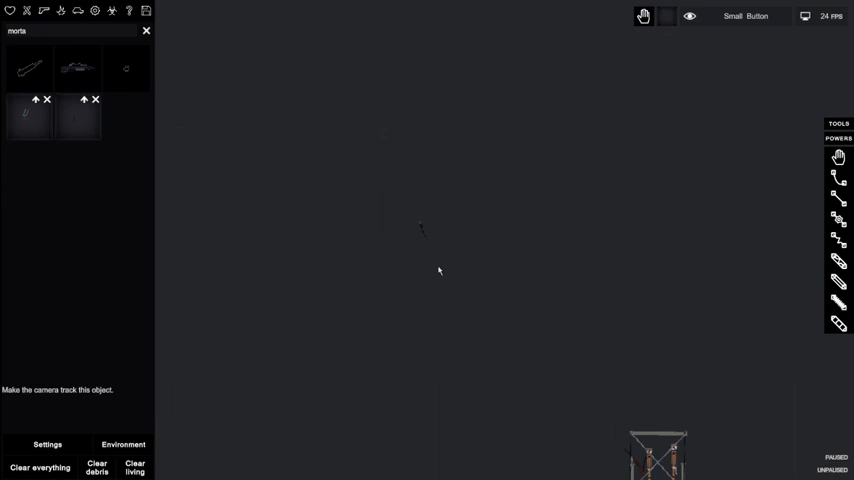 morta
Small Button
24 FPS
TOOLS
POWERS
Make the camera track this object.
Settings
Environment
Clear everything
Clear debris
Clear living
PAUSED
UNPAUSED